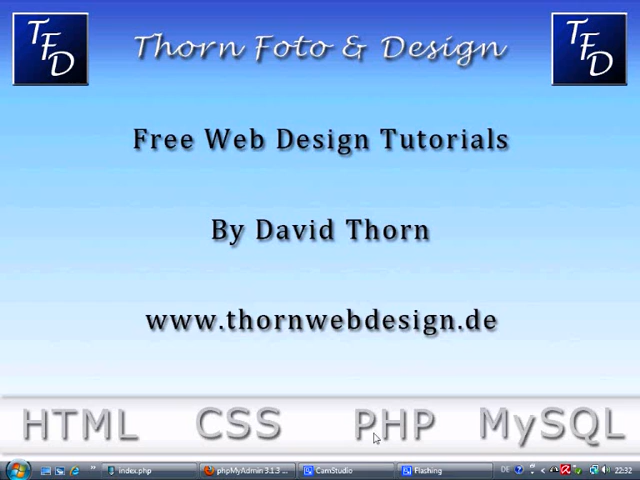 TFD
Thorn Foto & Design
TFD
Free Web Design Tutorials
By David Thorn
www.thornwebdesign.de
HTML CSS PHP MySQL
index.php phpMyAdmin 3.1.3 ... CamStudio Flashing DE 22:32